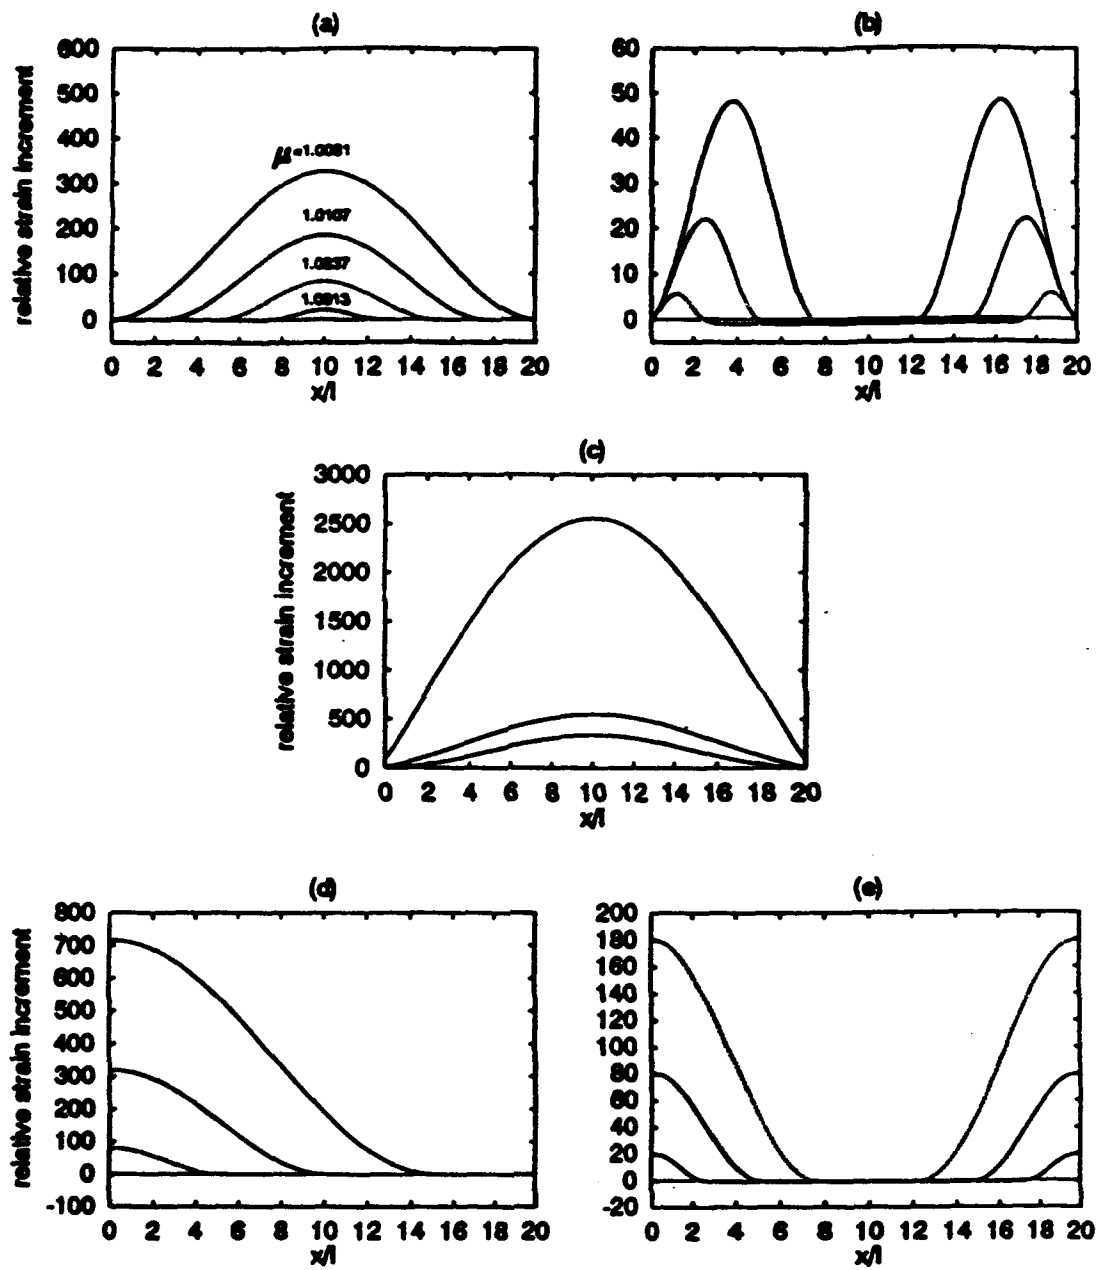 (a)
600
500
400
300
200
100
0
relative strain increment
μ=1.0081
1.0107
1.0237
1.0913
0 2 4 6 8 10 12 14 16 18 20
x/l
(b)
60
50
40
30
20
10
0
0 2 4 6 8 10 12 14 16 18 20
x/l
(c)
3000
2500
2000
1500
1000
500
0
relative strain increment
0 2 4 6 8 10 12 14 16 18 20
x/l
(d)
800
700
600
500
400
300
200
100
0
-100
relative strain increment
0 2 4 6 8 10 12 14 16 18 20
x/l
(e)
200
180
160
140
120
100
80
60
40
20
0
-20
0 2 4 6 8 10 12 14 16 18 20
x/l